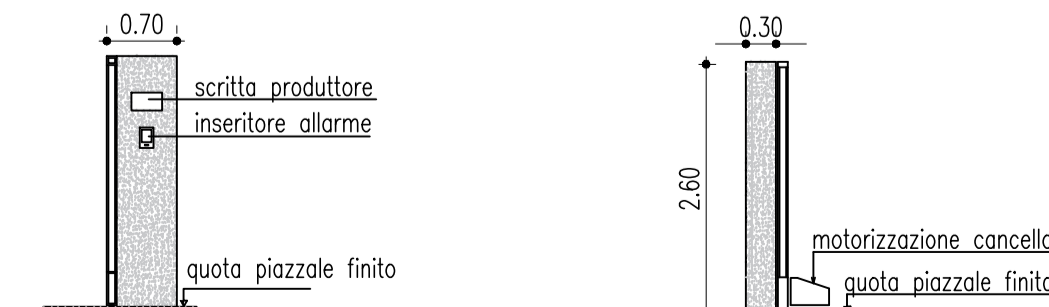 0.70
scritta produttore
inseritore allarme
quota piazzale finito
0.30
2.60
motorizzazione cancello
quota piazzale finito